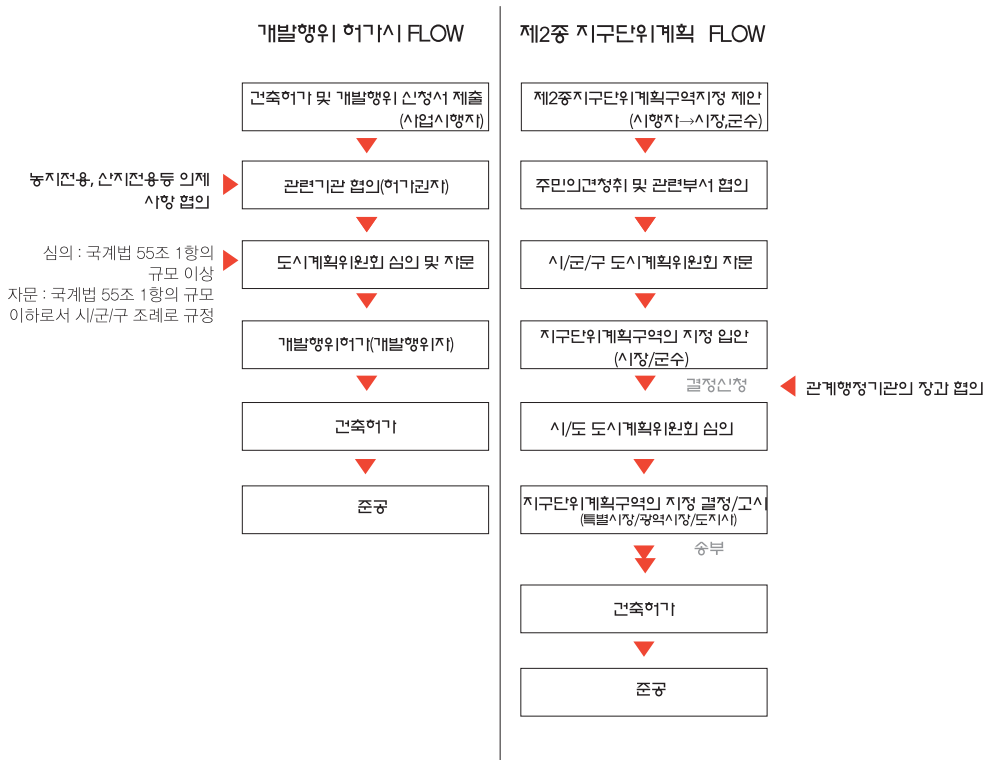 개발행위 허가시 FLOW
건축허가 및 개발행위 신청서 제출
(사업시행자)
농지전용, 산지전용등 의제
사항 협의
관련기관 협의(허가권자)
심의 : 국계법 55조 1항의
규모 이상
자문 : 국계법 55조 1항의 규모
이하로서 시/군/구 조례로 규정
도시계획위원회 심의 및 자문
개발행위허가(개발행위자)
건축허가
준공
제2종 지구단위계획 FLOW
제2종지구단위계획구역지정 제안
(시행자→시장,군수)
주민의견청취 및 관련부서 협의
시/군/구 도시계획위원회 자문
지구단위계획구역의 지정 입안
(시장/군수)
결정신청
관계행정기관의 장과 협의
시/도 도시계획위원회 심의
지구단위계획구역의 지정 결정/고시
(특별시장/광역시장/도지사)
송부
건축허가
준공